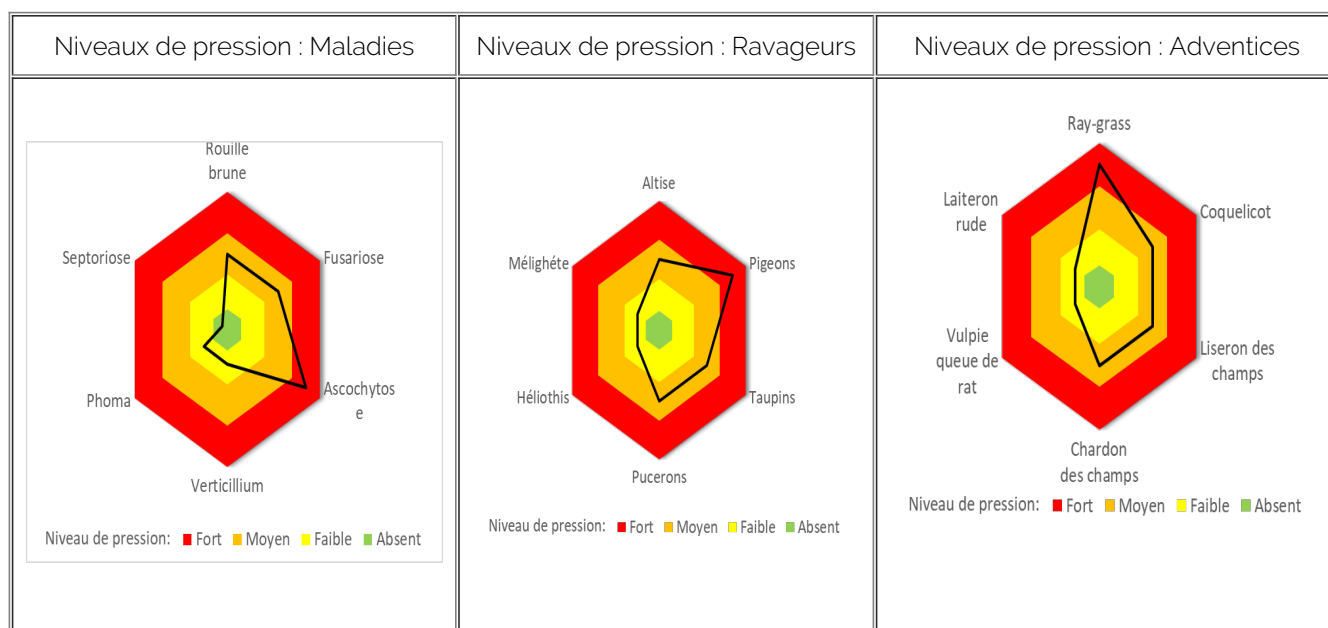 Niveaux de pression : Maladies
Niveaux de pression : Ravageurs
Niveaux de pression : Adventices
Rouille
brune
Fusariose
Ascochytos
e
Verticillium
Phoma
Septoriose
Niveau de pression: Fort Moyen Faible Absent
Altise
Pigeons
Taupins
Pucerons
Héliothis
Mélighéte
Niveau de pression: Fort Moyen Faible Absent
Ray-grass
Coquelicot
Liseron des
champs
Chardon
des champs
Vulpie
queue de
rat
Laiteron
rude
Niveau de pression: Fort Moyen Faible Absent